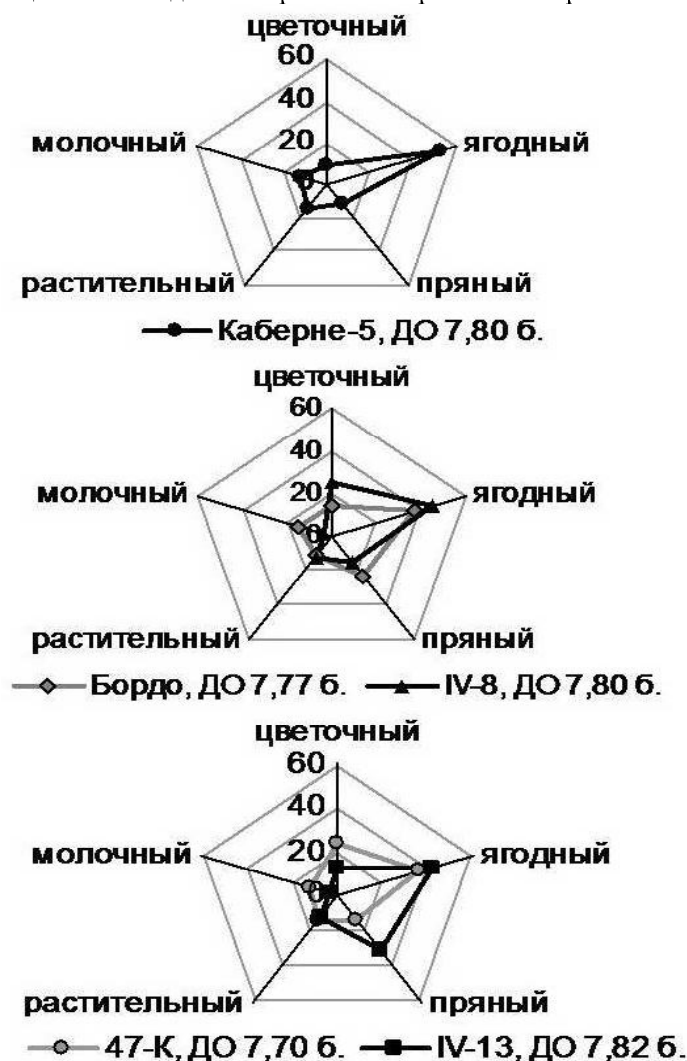 цветочный
60
40
20
0
молочный
ягодный
растительный
пряный
Каберне-5, ДО 7,80 б.
цветочный
60
40
20
0
молочный
ягодный
растительный
пряный
Бордо, ДО 7,77 б. IV-8, ДО 7,80 б.
цветочный
60
40
20
0
молочный
ягодный
растительный
пряный
47-К, ДО 7,70 б. IV-13, ДО 7,82 б.